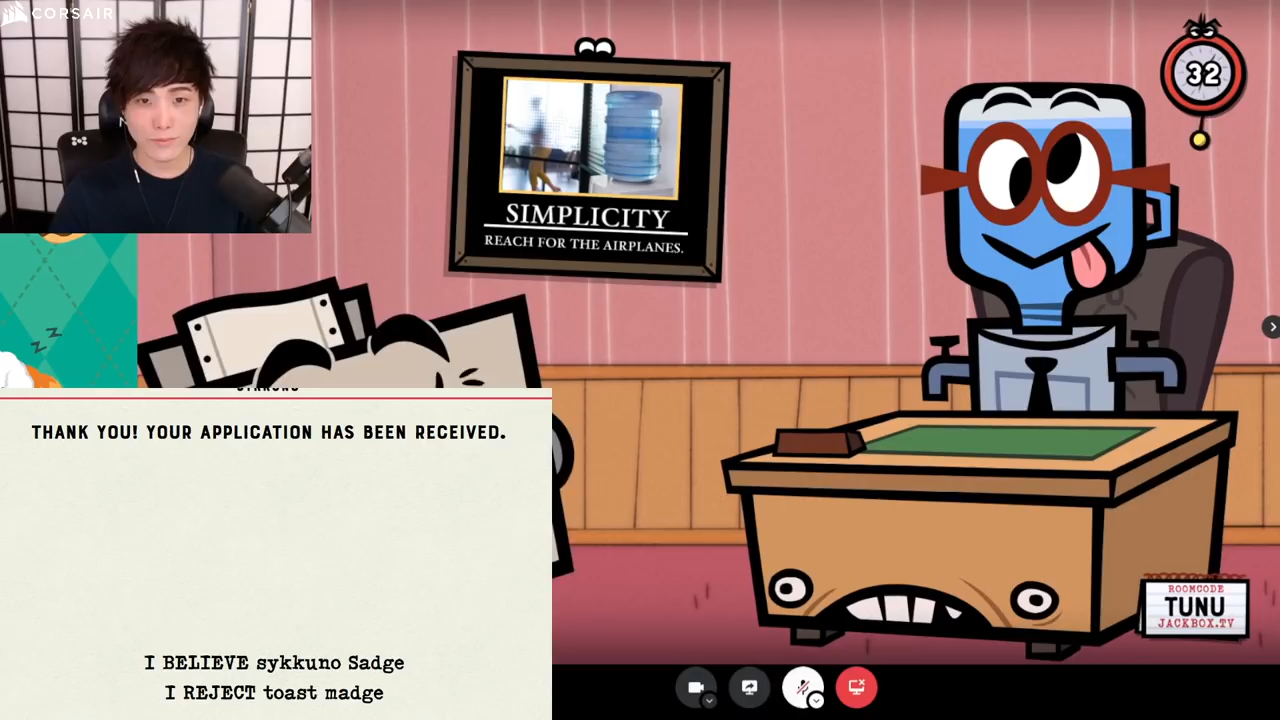 CORSAIR
32
SIMPLICITY
REACH FOR THE AIRPLANES.
Z
Z
Z
SYKKUNO
THANK YOU! YOUR APPLICATION HAS BEEN RECEIVED.
I BELIEVE sykkuno Sadge
I REJECT toast madge
ROOMCODE
TUNU
JACKBOX.TV